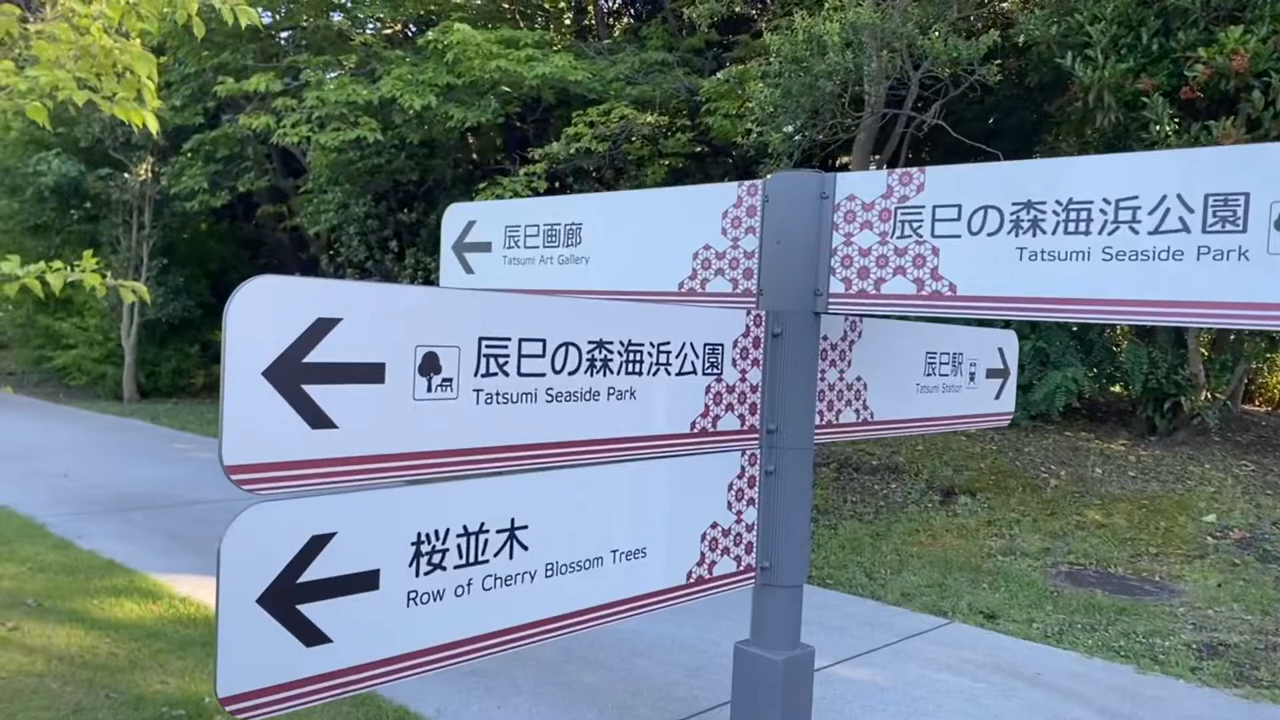 辰巳画廊
Tatsumi Art Gallery
辰巳の森海浜公園
Tatsumi Seaside Park
辰巳の森海浜公園
Tatsumi Seaside Park
辰巳駅
Tatsumi Station
桜並木
Row of Cherry Blossom Trees